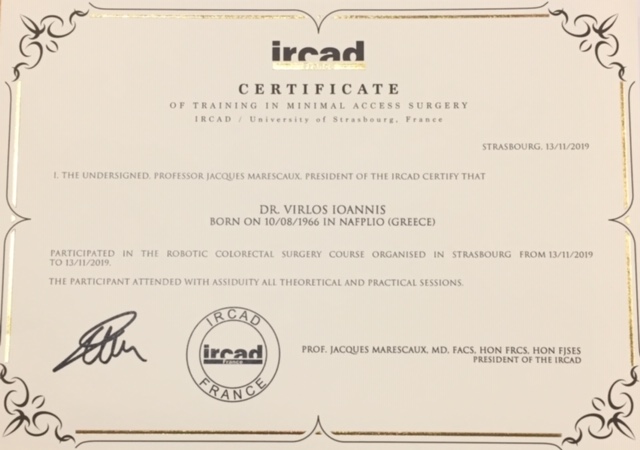 ircad
France
CERTIFICATE
OF TRAINING IN MINIMAL ACCESS SURGERY
IRCAD / University of Strasbourg, France
STRASBOURG, 13/11/2019
I, THE UNDERSIGNED, PROFESSOR JACQUES MARESCAUX, PRESIDENT OF THE IRCAD CERTIFY THAT
DR. VIRLOS IOANNIS
BORN ON 10/08/1966 IN NAFPLIO (GREECE)
PARTICIPATED IN THE ROBOTIC COLORECTAL SURGERY COURSE ORGANISED IN STRASBOURG FROM 13/11/2019
TO 13/11/2019.
THE PARTICIPANT ATTENDED WITH ASSIDUITY ALL THEORETICAL AND PRACTICAL SESSIONS.
IRCAD
ircad
France
FRANCE
PROF. JACQUES MARESCAUX, MD, FACS, HON FRCS, HON FJSES
PRESIDENT OF THE IRCAD